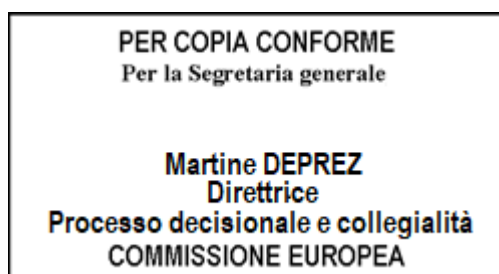 PER COPIA CONFORME
Per la Segretaria generale
Martine DEPREZ
Direttrice
Processo decisionale e collegialità
COMMISSIONE EUROPEA